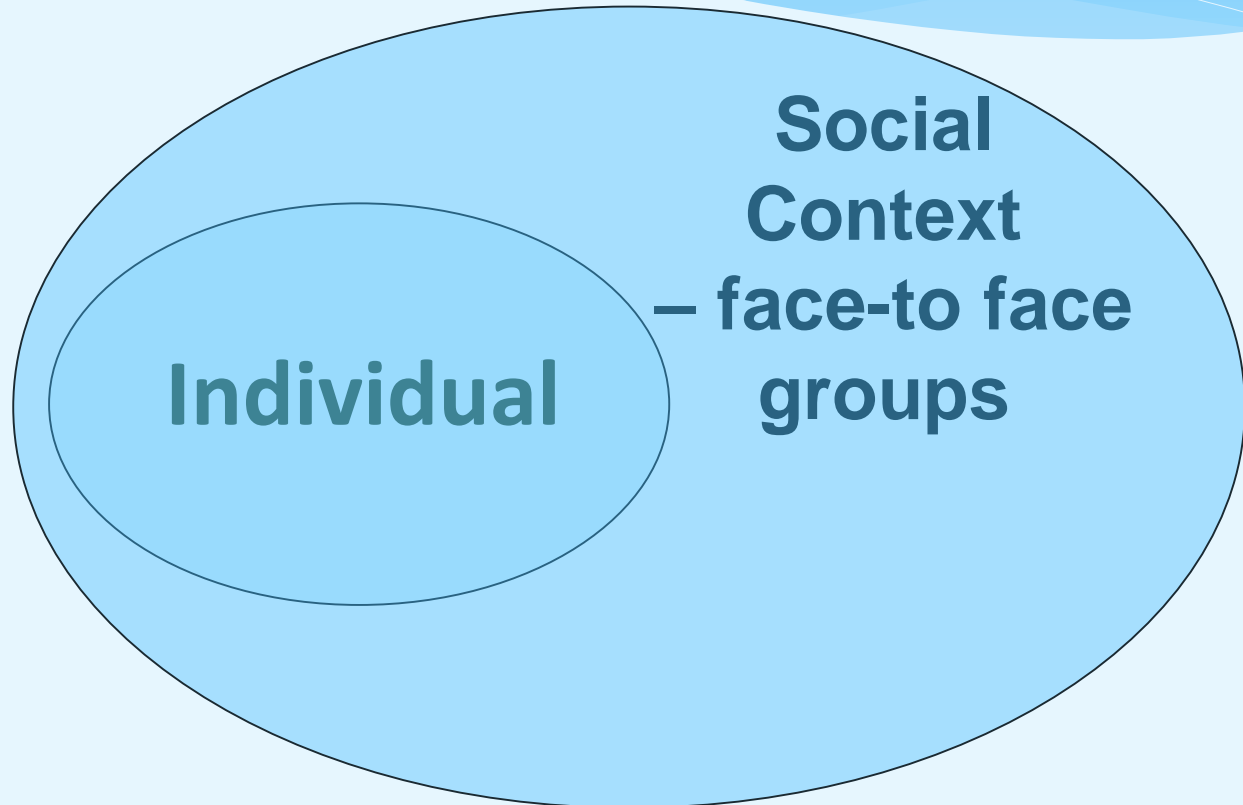 Social
Context
– face-to face
groups
Individual